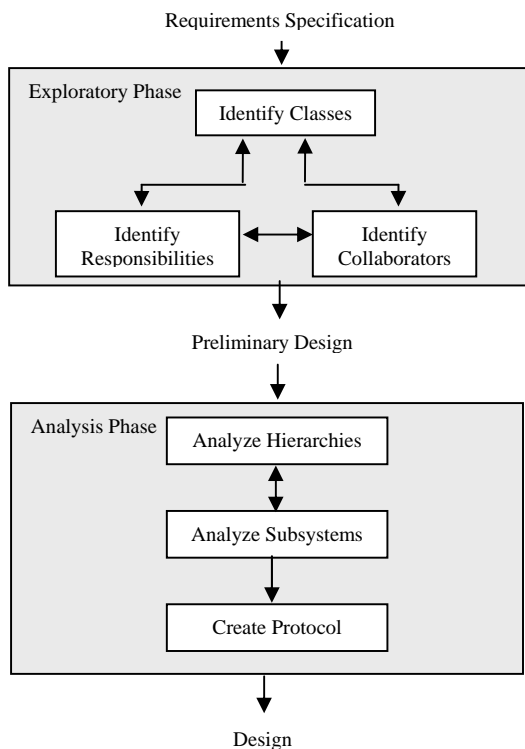 Requirements Specification
Exploratory Phase
Identify Classes
Identify
Responsibilities
Identify
Collaborators
Preliminary Design
Analysis Phase
Analyze Hierarchies
Analyze Subsystems
Create Protocol
Design